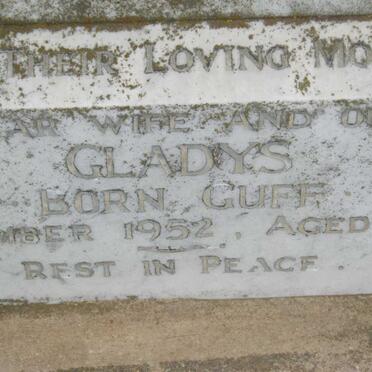 THEIR LOVING MO
AR WIFE AND O
GLADYS
BORN GUFF
MBER 1952, AGED
REST IN PEACE.